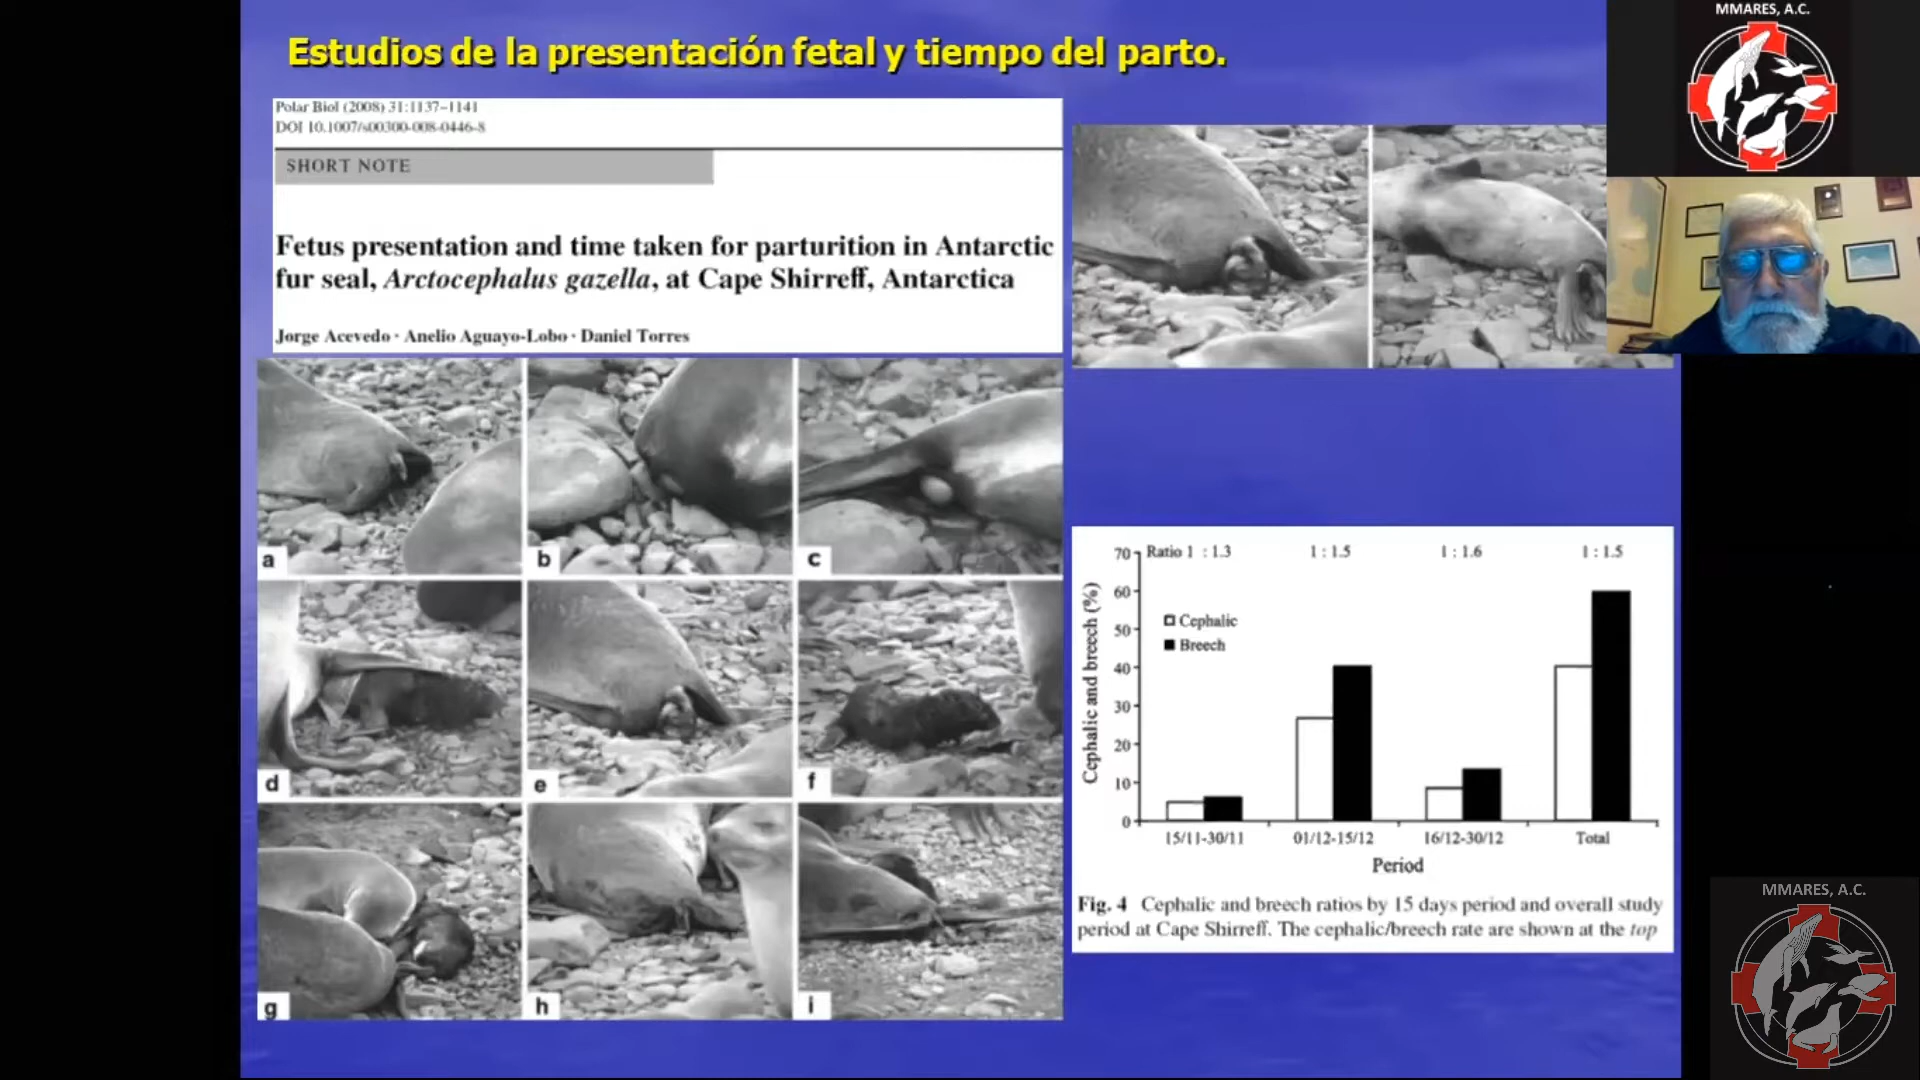 Estudios de la presentación fetal y tiempo del parto.
MMARES, A.C.
Polar Biol (2008) 31:1137–1141
DOI 10.1007/s00300-008-0446-8
SHORT NOTE
Fetus presentation and time taken for parturition in Antarctic
fur seal, Arctocephalus gazella, at Cape Shirreff, Antarctica
Jorge Acevedo · Anelio Aguayo-Lobo · Daniel Torres
a
b
c
d
e
f
g
h
i
Ratio 1 : 1.3
1 : 1.5
1 : 1.6
1 : 1.5
Cephalic and breech (%)
70
60
50
40
30
20
10
0
Cephalic
Breech
15/11-30/11
01/12-15/12
16/12-30/12
Total
Period
Fig. 4 Cephalic and breech ratios by 15 days period and overall study
period at Cape Shirreff. The cephalic/breech rate are shown at the top
MMARES, A.C.